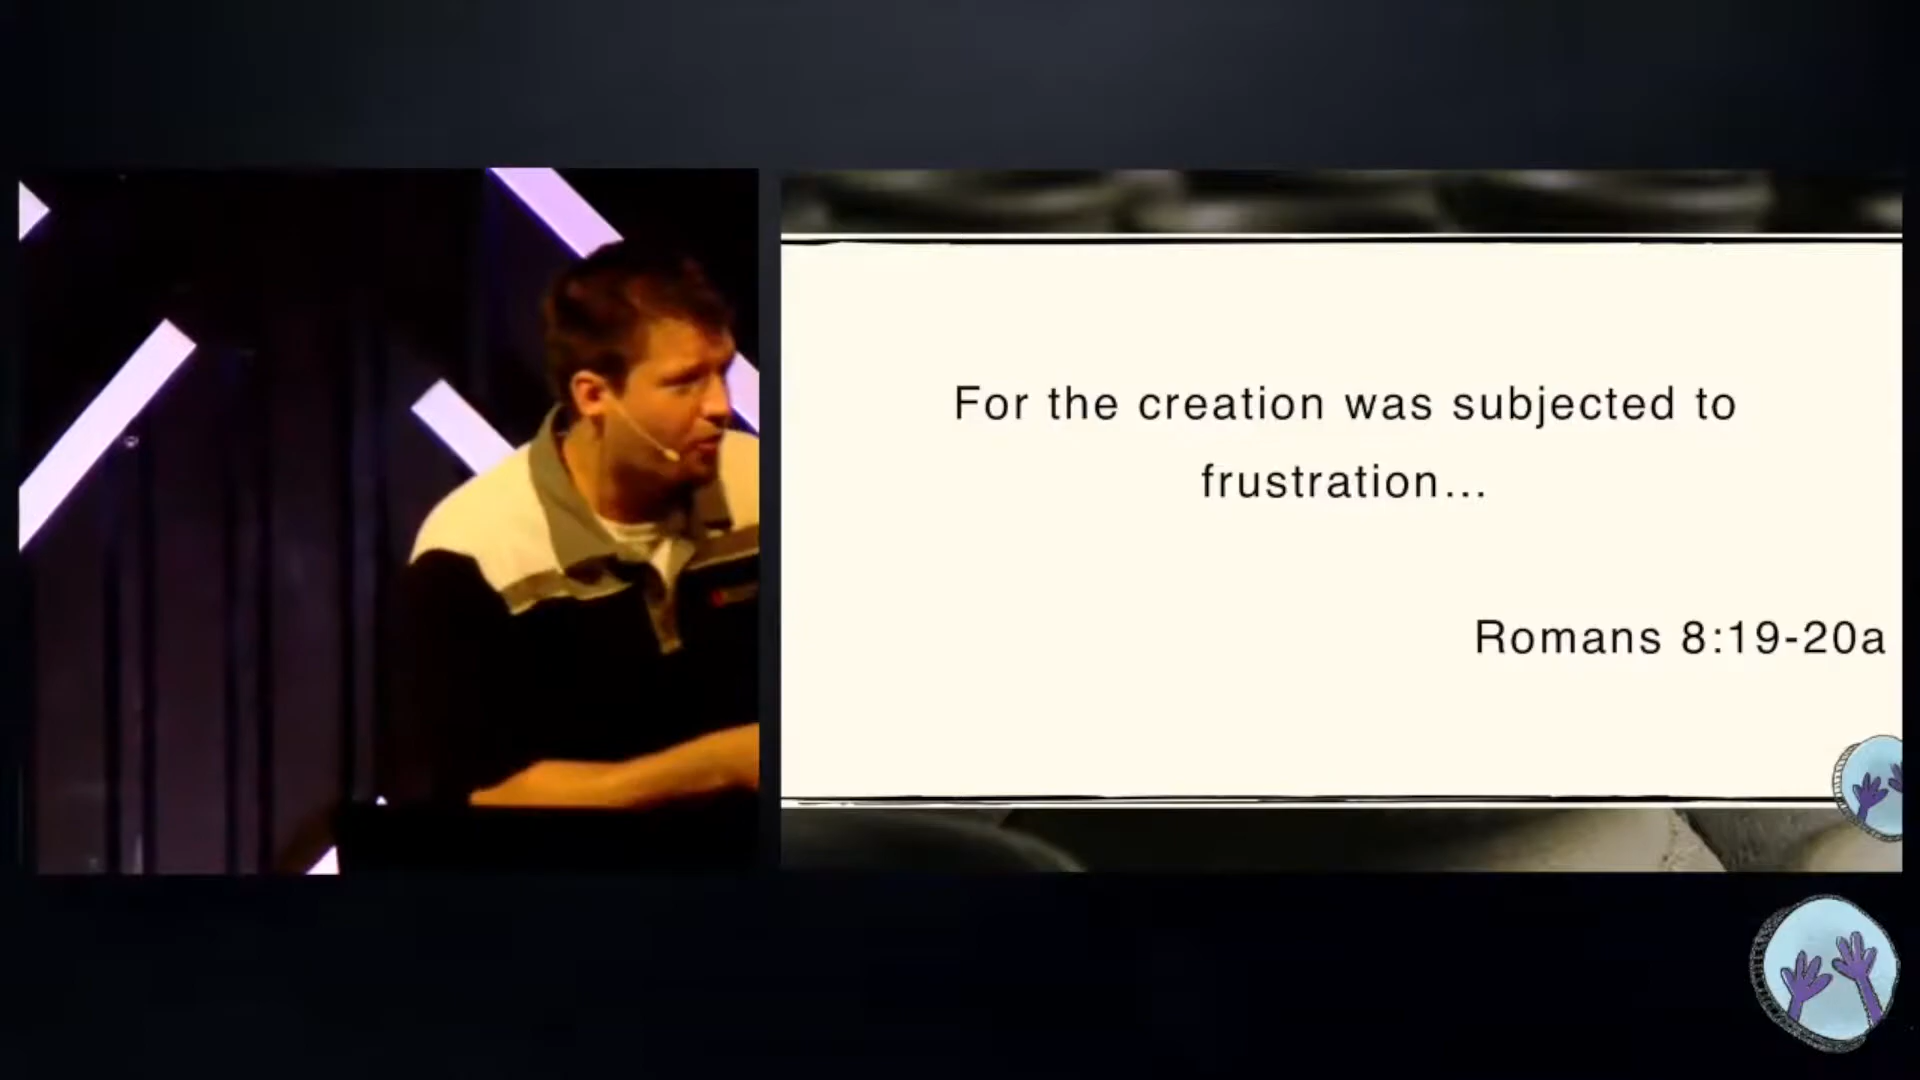 For the creation was subjected to
frustration...
Romans 8:19-20a